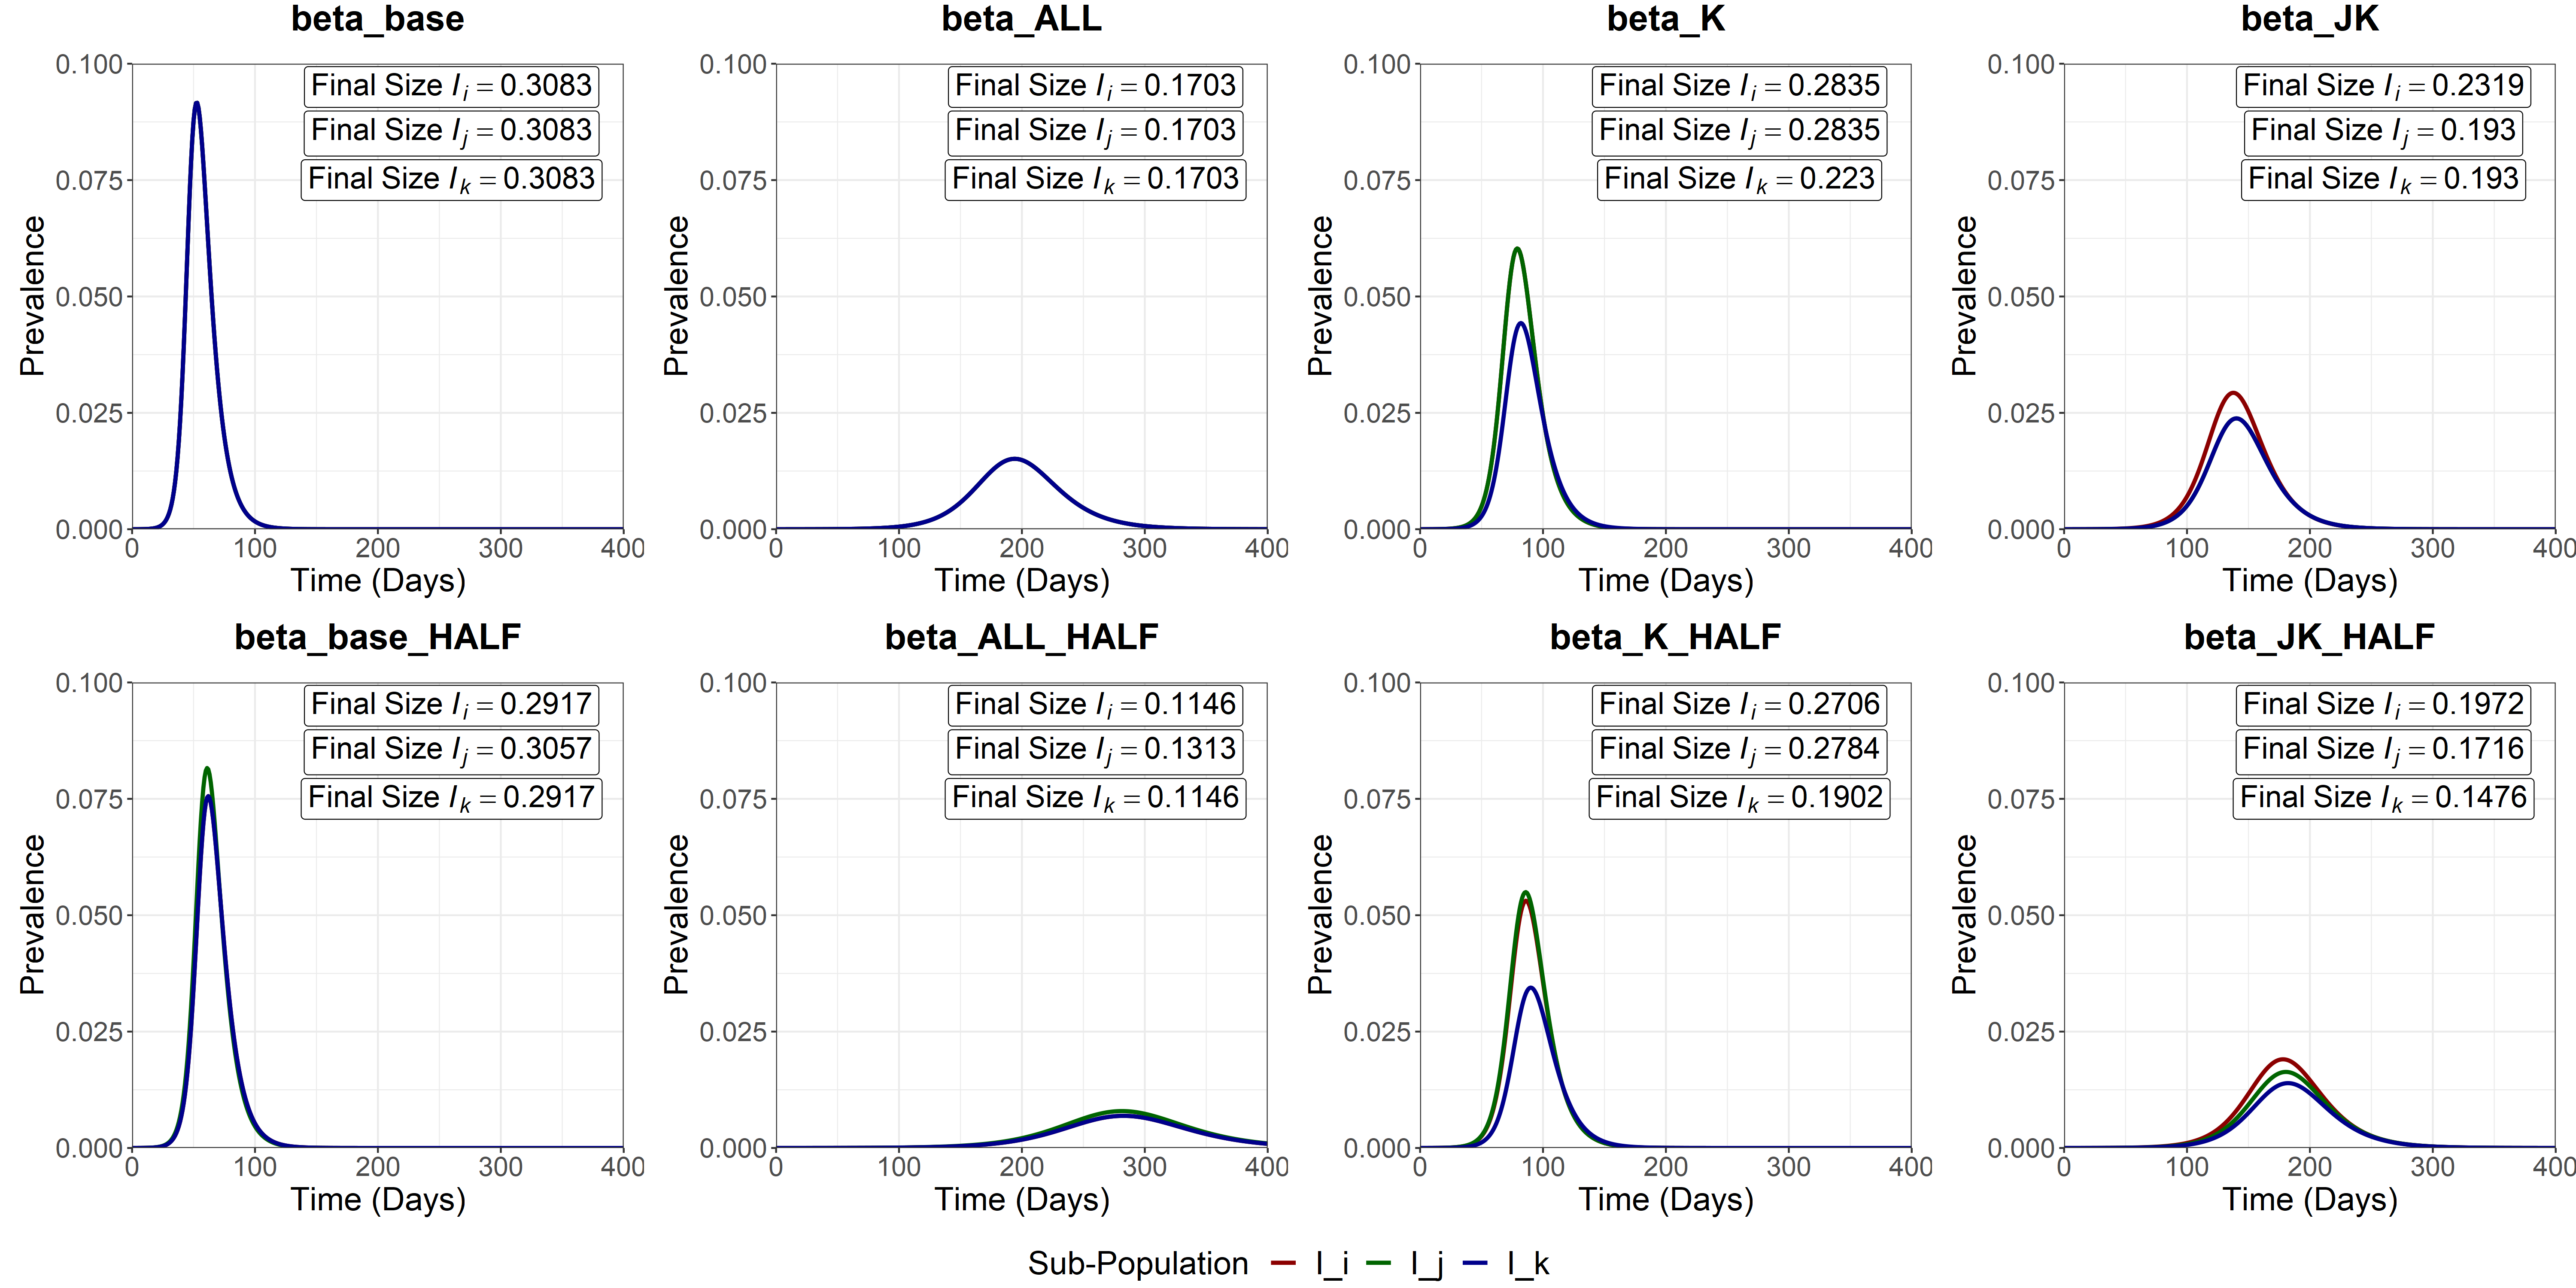 beta_base
Final Size I_i = 0.3083
Final Size I_j = 0.3083
Final Size I_k = 0.3083
Prevalence
0.100
0.075
0.050
0.025
0.000
0 100 200 300 400
Time (Days)
beta_ALL
Final Size I_i = 0.1703
Final Size I_j = 0.1703
Final Size I_k = 0.1703
Prevalence
0.100
0.075
0.050
0.025
0.000
0 100 200 300 400
Time (Days)
beta_K
Final Size I_i = 0.2835
Final Size I_j = 0.2835
Final Size I_k = 0.223
Prevalence
0.100
0.075
0.050
0.025
0.000
0 100 200 300 400
Time (Days)
beta_JK
Final Size I_i = 0.2319
Final Size I_j = 0.193
Final Size I_k = 0.193
Prevalence
0.100
0.075
0.050
0.025
0.000
0 100 200 300 400
Time (Days)
beta_base_HALF
Final Size I_i = 0.2917
Final Size I_j = 0.3057
Final Size I_k = 0.2917
Prevalence
0.100
0.075
0.050
0.025
0.000
0 100 200 300 400
Time (Days)
beta_ALL_HALF
Final Size I_i = 0.1146
Final Size I_j = 0.1313
Final Size I_k = 0.1146
Prevalence
0.100
0.075
0.050
0.025
0.000
0 100 200 300 400
Time (Days)
beta_K_HALF
Final Size I_i = 0.2706
Final Size I_j = 0.2784
Final Size I_k = 0.1902
Prevalence
0.100
0.075
0.050
0.025
0.000
0 100 200 300 400
Time (Days)
beta_JK_HALF
Final Size I_i = 0.1972
Final Size I_j = 0.1716
Final Size I_k = 0.1476
Prevalence
0.100
0.075
0.050
0.025
0.000
0 100 200 300 400
Time (Days)
Sub-Population I_i I_j I_k